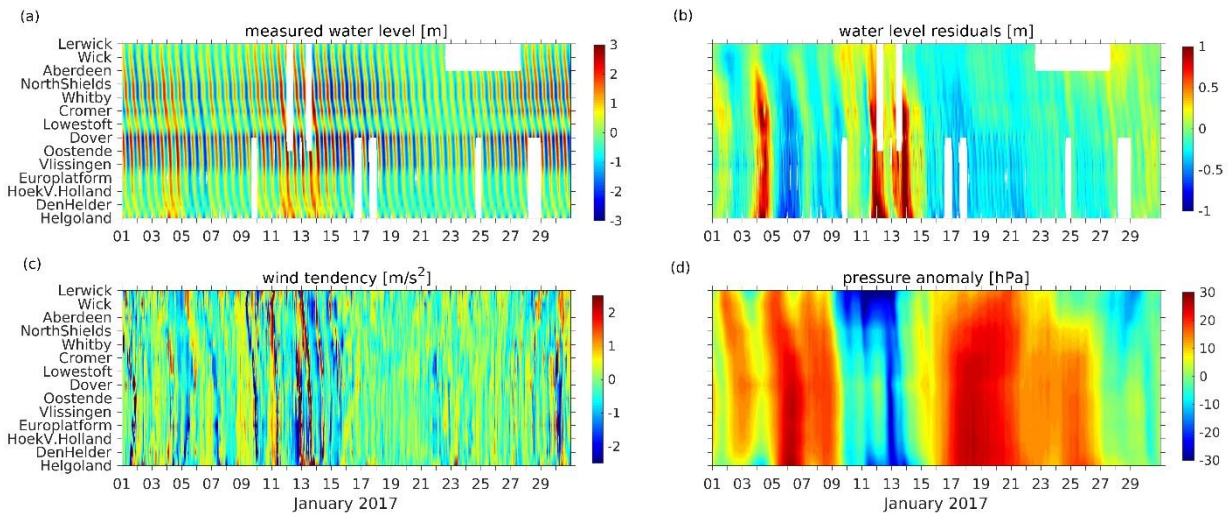 (a)
measured water level [m]
Lerwick
Wick
Aberdeen
NorthShields
Whitby
Cromer
Lowestoft
Dover
Oostende
Vlissingen
Europlatform
HoekV.Holland
DenHelder
Helgoland
01 03 05 07 09 11 13 15 17 19 21 23 25 27 29
3
2
1
0
-1
-2
-3
(b)
water level residuals [m]
01 03 05 07 09 11 13 15 17 19 21 23 25 27 29
1
0.5
0
-0.5
-1
(c)
wind tendency [m/s²]
Lerwick
Wick
Aberdeen
NorthShields
Whitby
Cromer
Lowestoft
Dover
Oostende
Vlissingen
Europlatform
HoekV.Holland
DenHelder
Helgoland
01 03 05 07 09 11 13 15 17 19 21 23 25 27 29
January 2017
2
1
0
-1
-2
(d)
pressure anomaly [hPa]
01 03 05 07 09 11 13 15 17 19 21 23 25 27 29
January 2017
30
20
10
0
-10
-20
-30